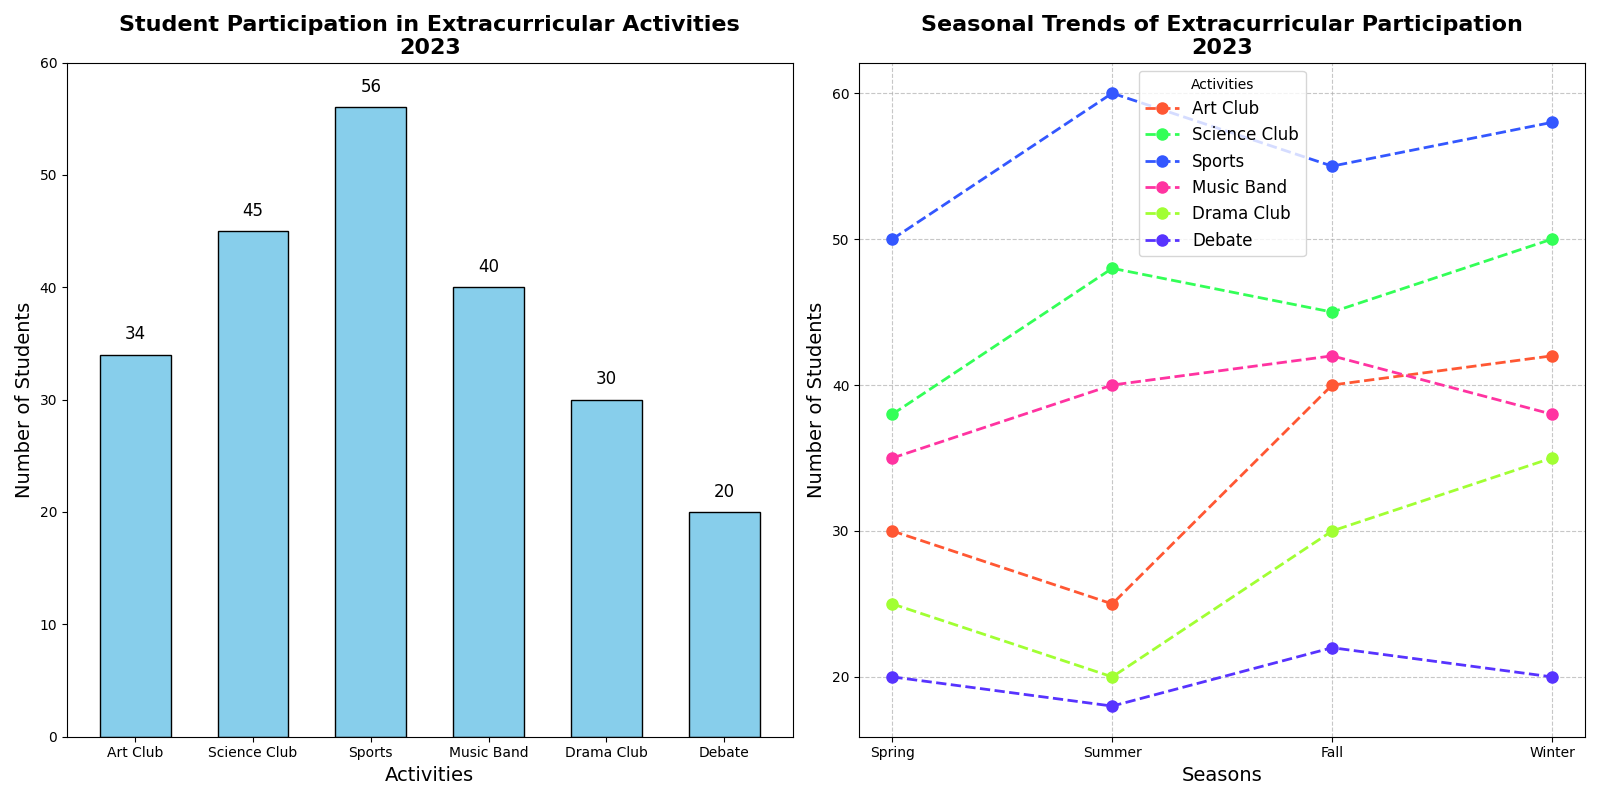 Student Participation in Extracurricular Activities
2023
60
50
40
30
20
10
0
34
45
56
40
30
20
Art Club
Science Club
Sports
Music Band
Drama Club
Debate
Activities
Number of Students
Seasonal Trends of Extracurricular Participation
2023
60
50
40
30
20
Activities
Art Club
Science Club
Sports
Music Band
Drama Club
Debate
Spring
Summer
Fall
Winter
Seasons
Number of Students